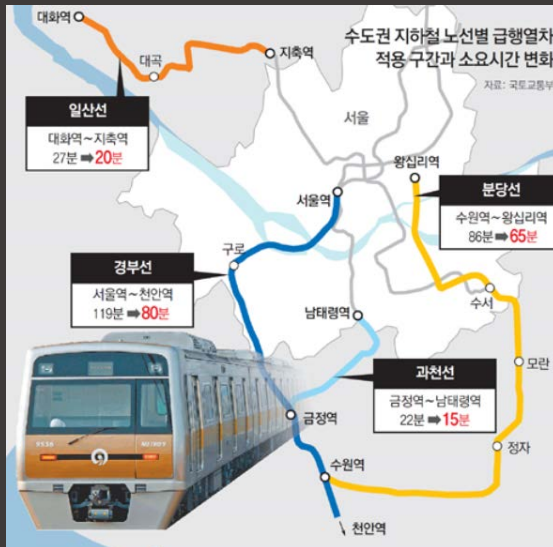 수도권 지하철 노선별 급행열차
적용 구간과 소요시간 변화
자료: 국토교통부
대화역
대곡
지축역
일산선
대화역~지축역
27분 ➡ 20분
서울
왕십리역
서울역
분당선
수원역~왕십리역
86분 ➡ 65분
구로
경부선
서울역~천안역
119분 ➡ 80분
수서
남태령역
모란
과천선
금정역~남태령역
22분 ➡ 15분
금정역
정자
수원역
천안역